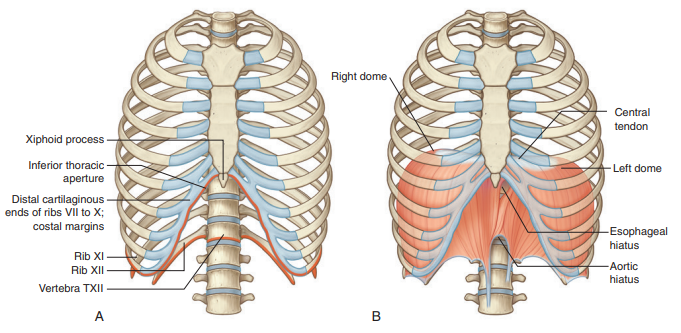 Xiphoid process
Inferior thoracic
aperture
Distal cartilaginous
ends of ribs VII to X;
costal margins
Rib XI
Rib XII
Vertebra TXII
A
Right dome
Central
tendon
Left dome
Esophageal
hiatus
Aortic
hiatus
B